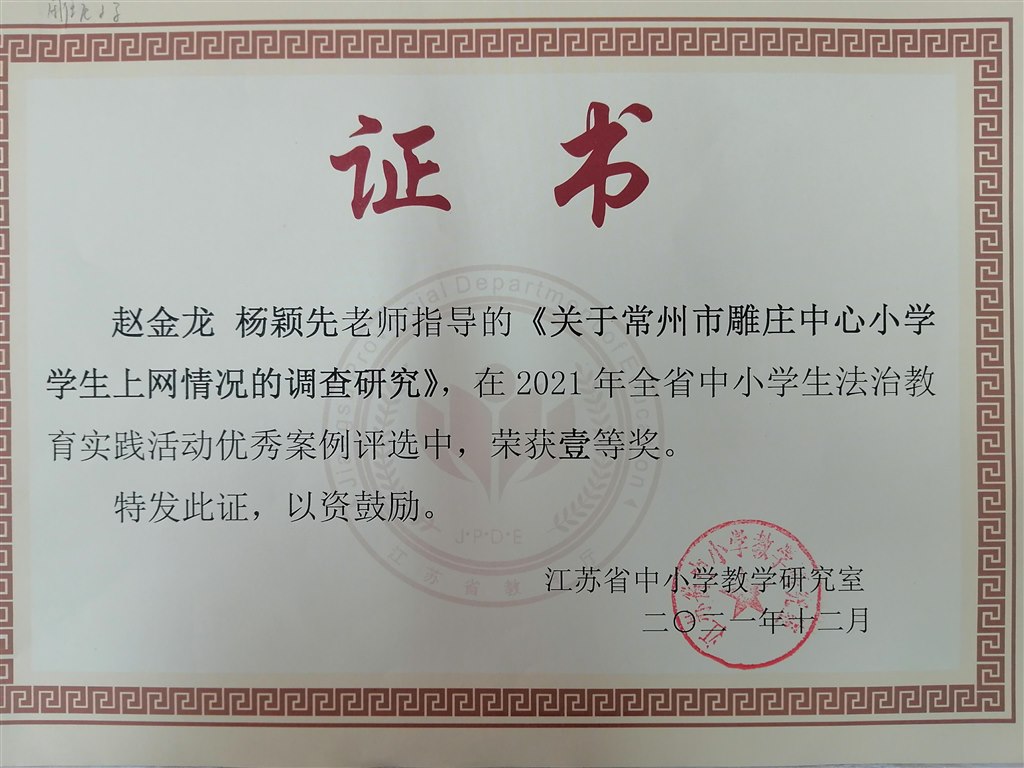 证书
赵金龙 杨颖先老师指导的《关于常州市雕庄中心小学
学生上网情况的调查研究》，在 2021 年全省中小学生法治教
育实践活动优秀案例评选中，荣获壹等奖。
特发此证，以资鼓励。
J·P·D·E
江苏省中小学教学研究室
二〇二一年十二月